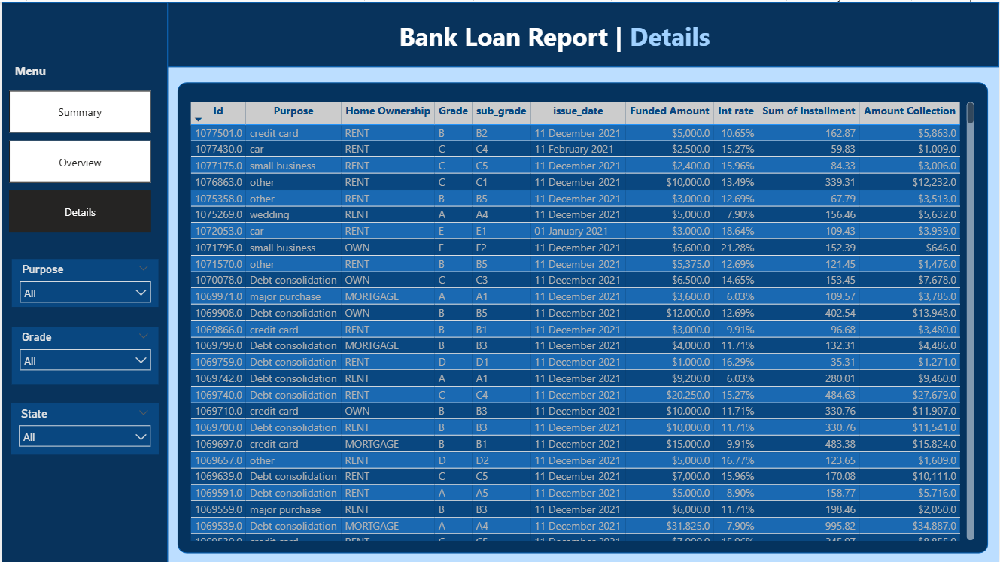 Bank Loan Report | Details
Menu
Summary
Overview
Details
Purpose
All
Grade
All
State
All
Id Purpose Home Ownership Grade sub_grade issue_date Funded Amount Int rate Sum of Installment Amount Collection
1077501.0 credit card RENT B B2 11 December 2021 $5,000.0 10.65% 162.87 $5,863.0
1077430.0 car RENT C C4 11 February 2021 $2,500.0 15.27% 59.83 $1,009.0
1077175.0 small business RENT C C5 11 December 2021 $2,400.0 15.96% 84.33 $3,006.0
1076863.0 other RENT C C1 11 December 2021 $10,000.0 13.49% 339.31 $12,232.0
1075358.0 other RENT B B5 11 December 2021 $3,000.0 12.69% 67.79 $3,513.0
1075269.0 wedding RENT A A4 11 December 2021 $5,000.0 7.90% 156.46 $5,632.0
1072053.0 car RENT E E1 01 January 2021 $3,000.0 18.64% 109.43 $3,939.0
1071795.0 small business OWN F F2 11 December 2021 $5,600.0 21.28% 152.39 $646.0
1071570.0 other RENT B B5 11 December 2021 $5,375.0 12.69% 121.45 $1,476.0
1070078.0 Debt consolidation OWN C C3 11 December 2021 $6,500.0 14.65% 153.45 $7,678.0
1069971.0 major purchase MORTGAGE A A1 11 December 2021 $3,600.0 6.03% 109.57 $3,785.0
1069908.0 Debt consolidation OWN B B5 11 December 2021 $12,000.0 12.69% 402.54 $13,948.0
1069866.0 credit card RENT B B1 11 December 2021 $3,000.0 9.91% 96.68 $3,480.0
1069799.0 Debt consolidation MORTGAGE B B3 11 December 2021 $4,000.0 11.71% 132.31 $4,486.0
1069759.0 Debt consolidation RENT D D1 11 December 2021 $1,000.0 16.29% 35.31 $1,271.0
1069742.0 Debt consolidation RENT A A1 11 December 2021 $9,200.0 6.03% 280.01 $9,460.0
1069740.0 Debt consolidation RENT C C4 11 December 2021 $20,250.0 15.27% 484.63 $27,679.0
1069710.0 credit card OWN B B3 11 December 2021 $10,000.0 11.71% 330.76 $11,907.0
1069700.0 Debt consolidation RENT B B3 11 December 2021 $10,000.0 11.71% 330.76 $11,541.0
1069697.0 credit card MORTGAGE B B1 11 December 2021 $15,000.0 9.91% 483.38 $15,824.0
1069657.0 other RENT D D2 11 December 2021 $5,000.0 16.77% 123.65 $1,609.0
1069639.0 Debt consolidation RENT C C5 11 December 2021 $7,000.0 15.96% 170.08 $10,111.0
1069591.0 Debt consolidation RENT A A5 11 December 2021 $5,000.0 8.90% 158.77 $5,716.0
1069559.0 major purchase RENT B B3 11 December 2021 $6,000.0 11.71% 198.46 $2,050.0
1069539.0 Debt consolidation MORTGAGE A A4 11 December 2021 $31,825.0 7.90% 995.82 $34,887.0